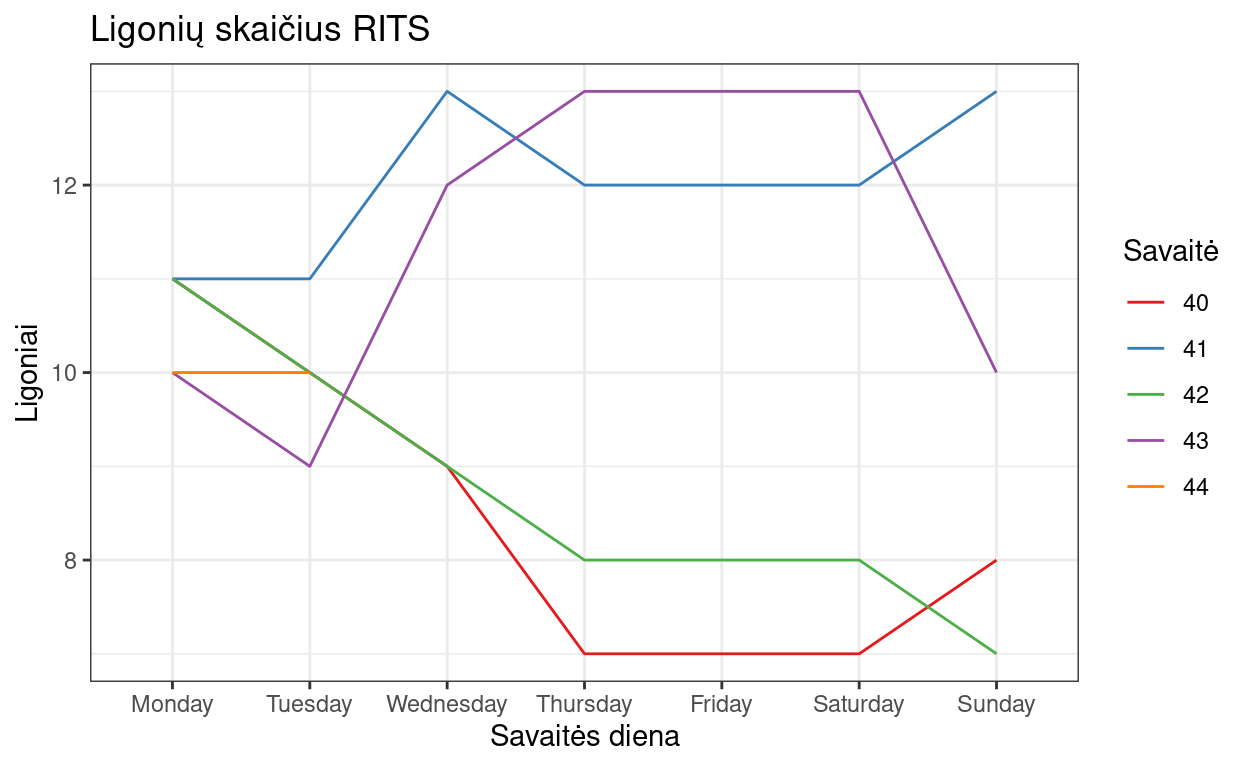 Ligonių skaičius RITS
12
10
8
Ligoniai
Monday Tuesday Wednesday Thursday Friday Saturday Sunday
Savaitės diena
Savaitė
40
41
42
43
44